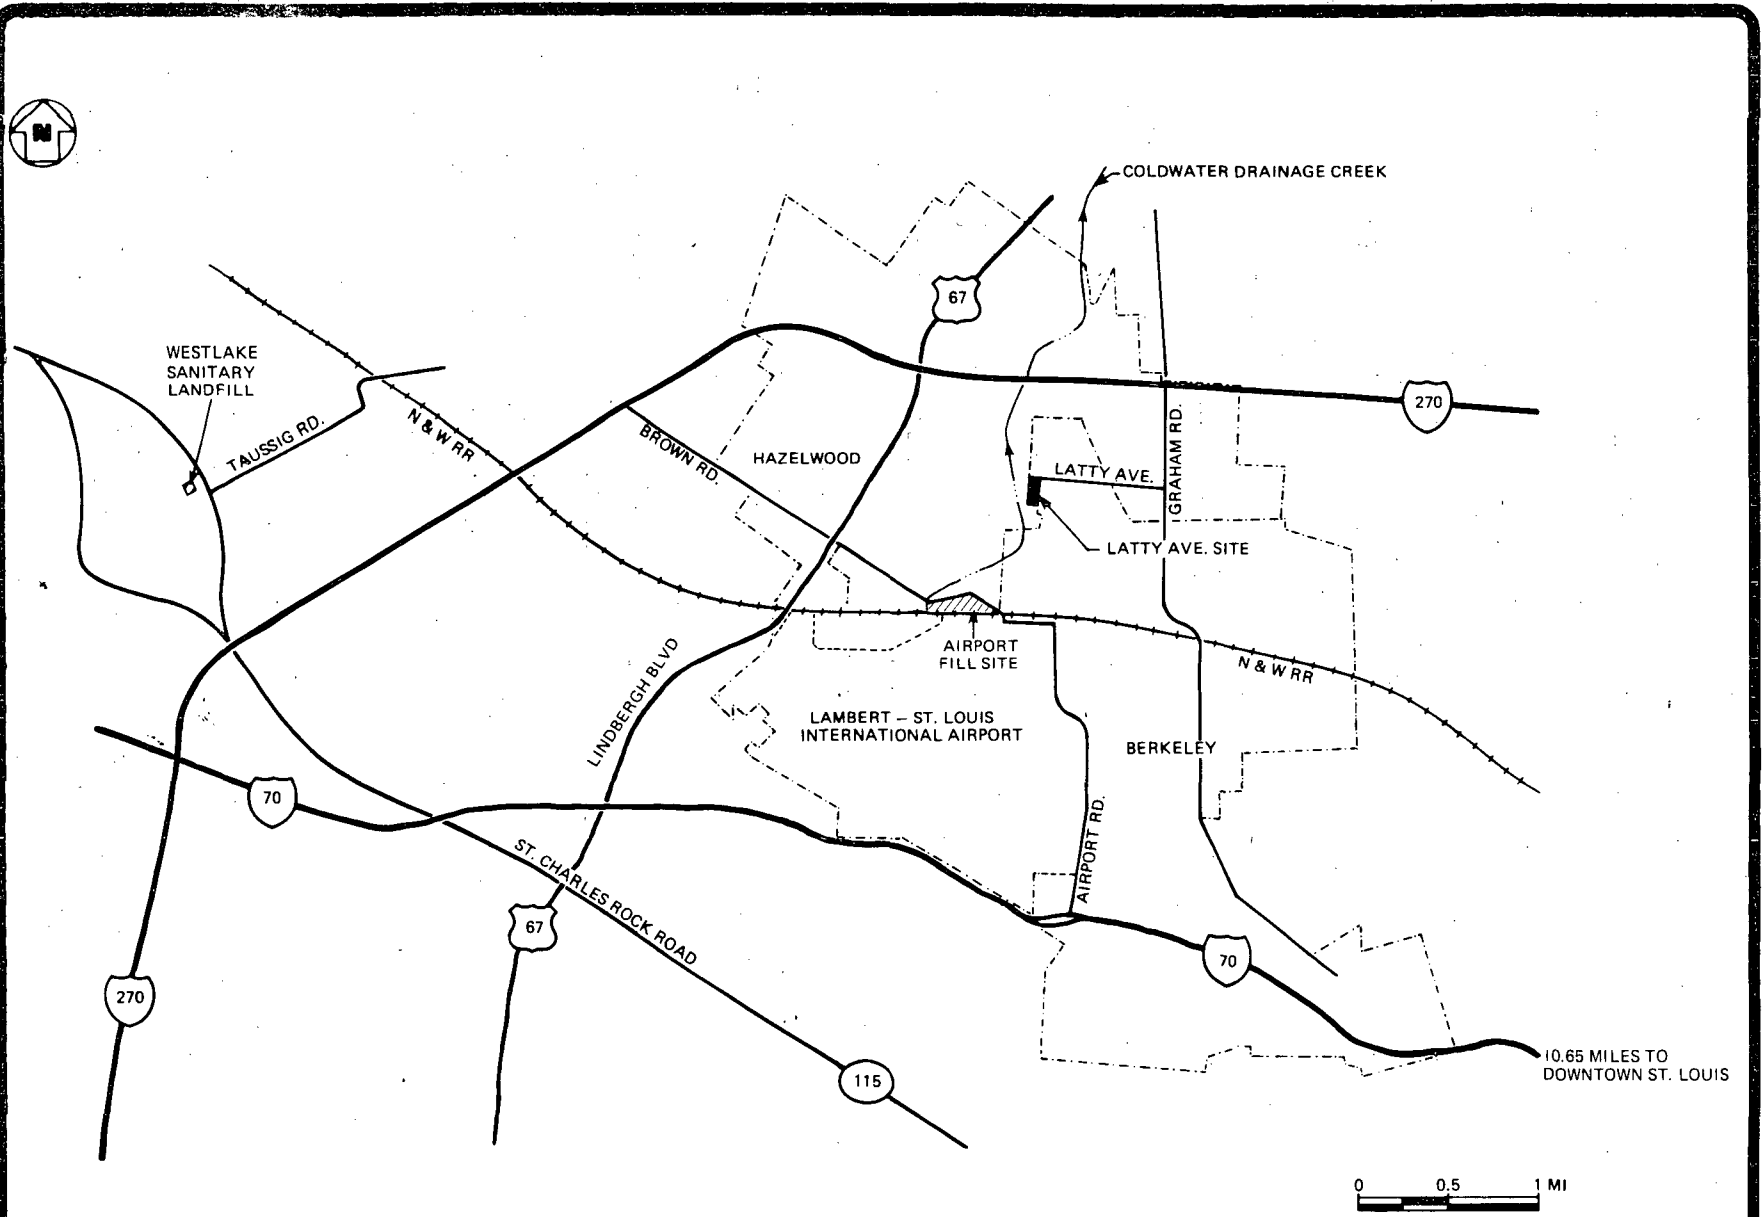 N
COLDWATER DRAINAGE CREEK
67
WESTLAKE
SANITARY
LANDFILL
270
TAUSSIG RD.
N & W RR
BROWN RD.
HAZELWOOD
GRAHAM RD.
LATTY AVE.
LATTY AVE. SITE
AIRPORT
FILL SITE
N & W RR
LINDBERGH BLVD
LAMBERT – ST. LOUIS
INTERNATIONAL AIRPORT
BERKELEY
70
AIRPORT RD.
ST. CHARLES ROCK ROAD
67
70
270
10.65 MILES TO
DOWNTOWN ST. LOUIS
115
0 0.5 1 MI